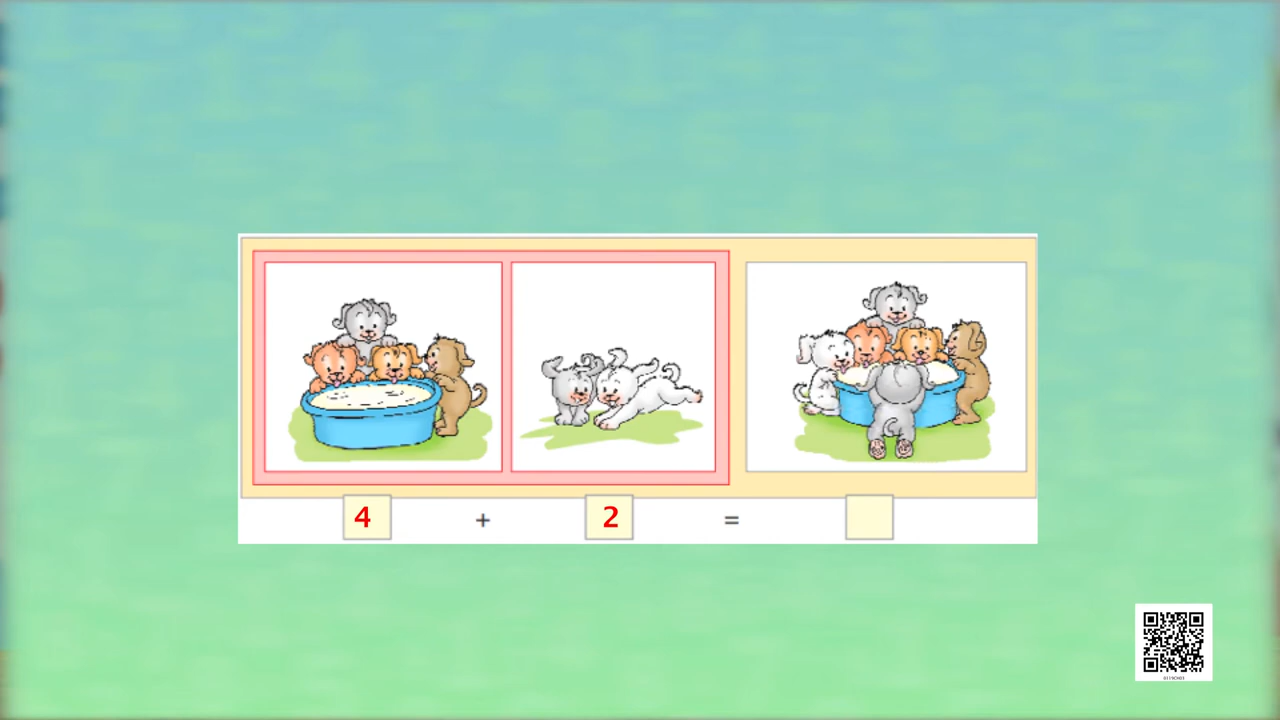 4 + 2 =